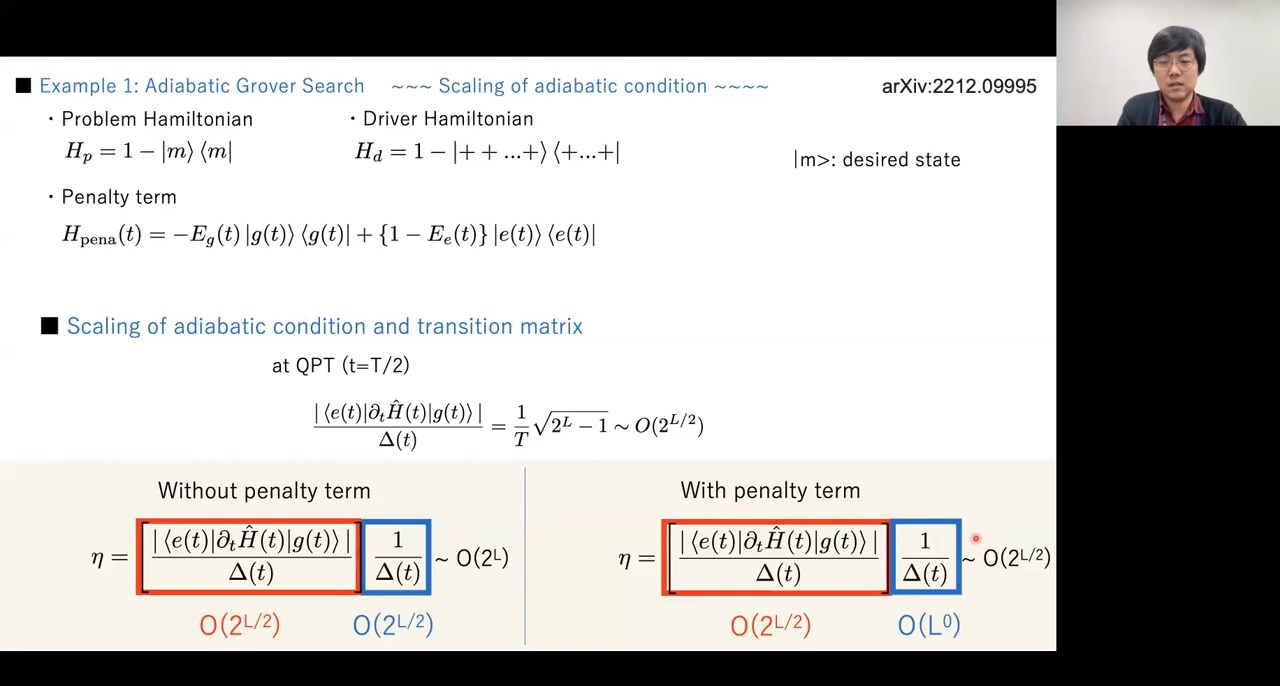 ■ Example 1: Adiabatic Grover Search ~~~ Scaling of adiabatic condition ~~~~ arXiv:2212.09995
・Problem Hamiltonian ・Driver Hamiltonian
H_p = 1 − |m⟩ ⟨m| H_d = 1 − |+ + ...+⟩ ⟨+...+| |m>: desired state
・Penalty term
H_pena(t) = −E_g(t) |g(t)⟩ ⟨g(t)| + {1 − E_e(t)} |e(t)⟩ ⟨e(t)|
■ Scaling of adiabatic condition and transition matrix
at QPT (t=T/2)
| ⟨e(t)|∂_tĤ(t)|g(t)⟩ | / Δ(t) = 1/T √(2^L − 1) ~ O(2^{L/2})
Without penalty term With penalty term
η = [| ⟨e(t)|∂_tĤ(t)|g(t)⟩ | / Δ(t)] 1/Δ(t) ~ O(2^L) η = [| ⟨e(t)|∂_tĤ(t)|g(t)⟩ | / Δ(t)] 1/Δ(t) ~ O(2^{L/2})
O(2^{L/2}) O(2^{L/2}) O(2^{L/2}) O(L^0)